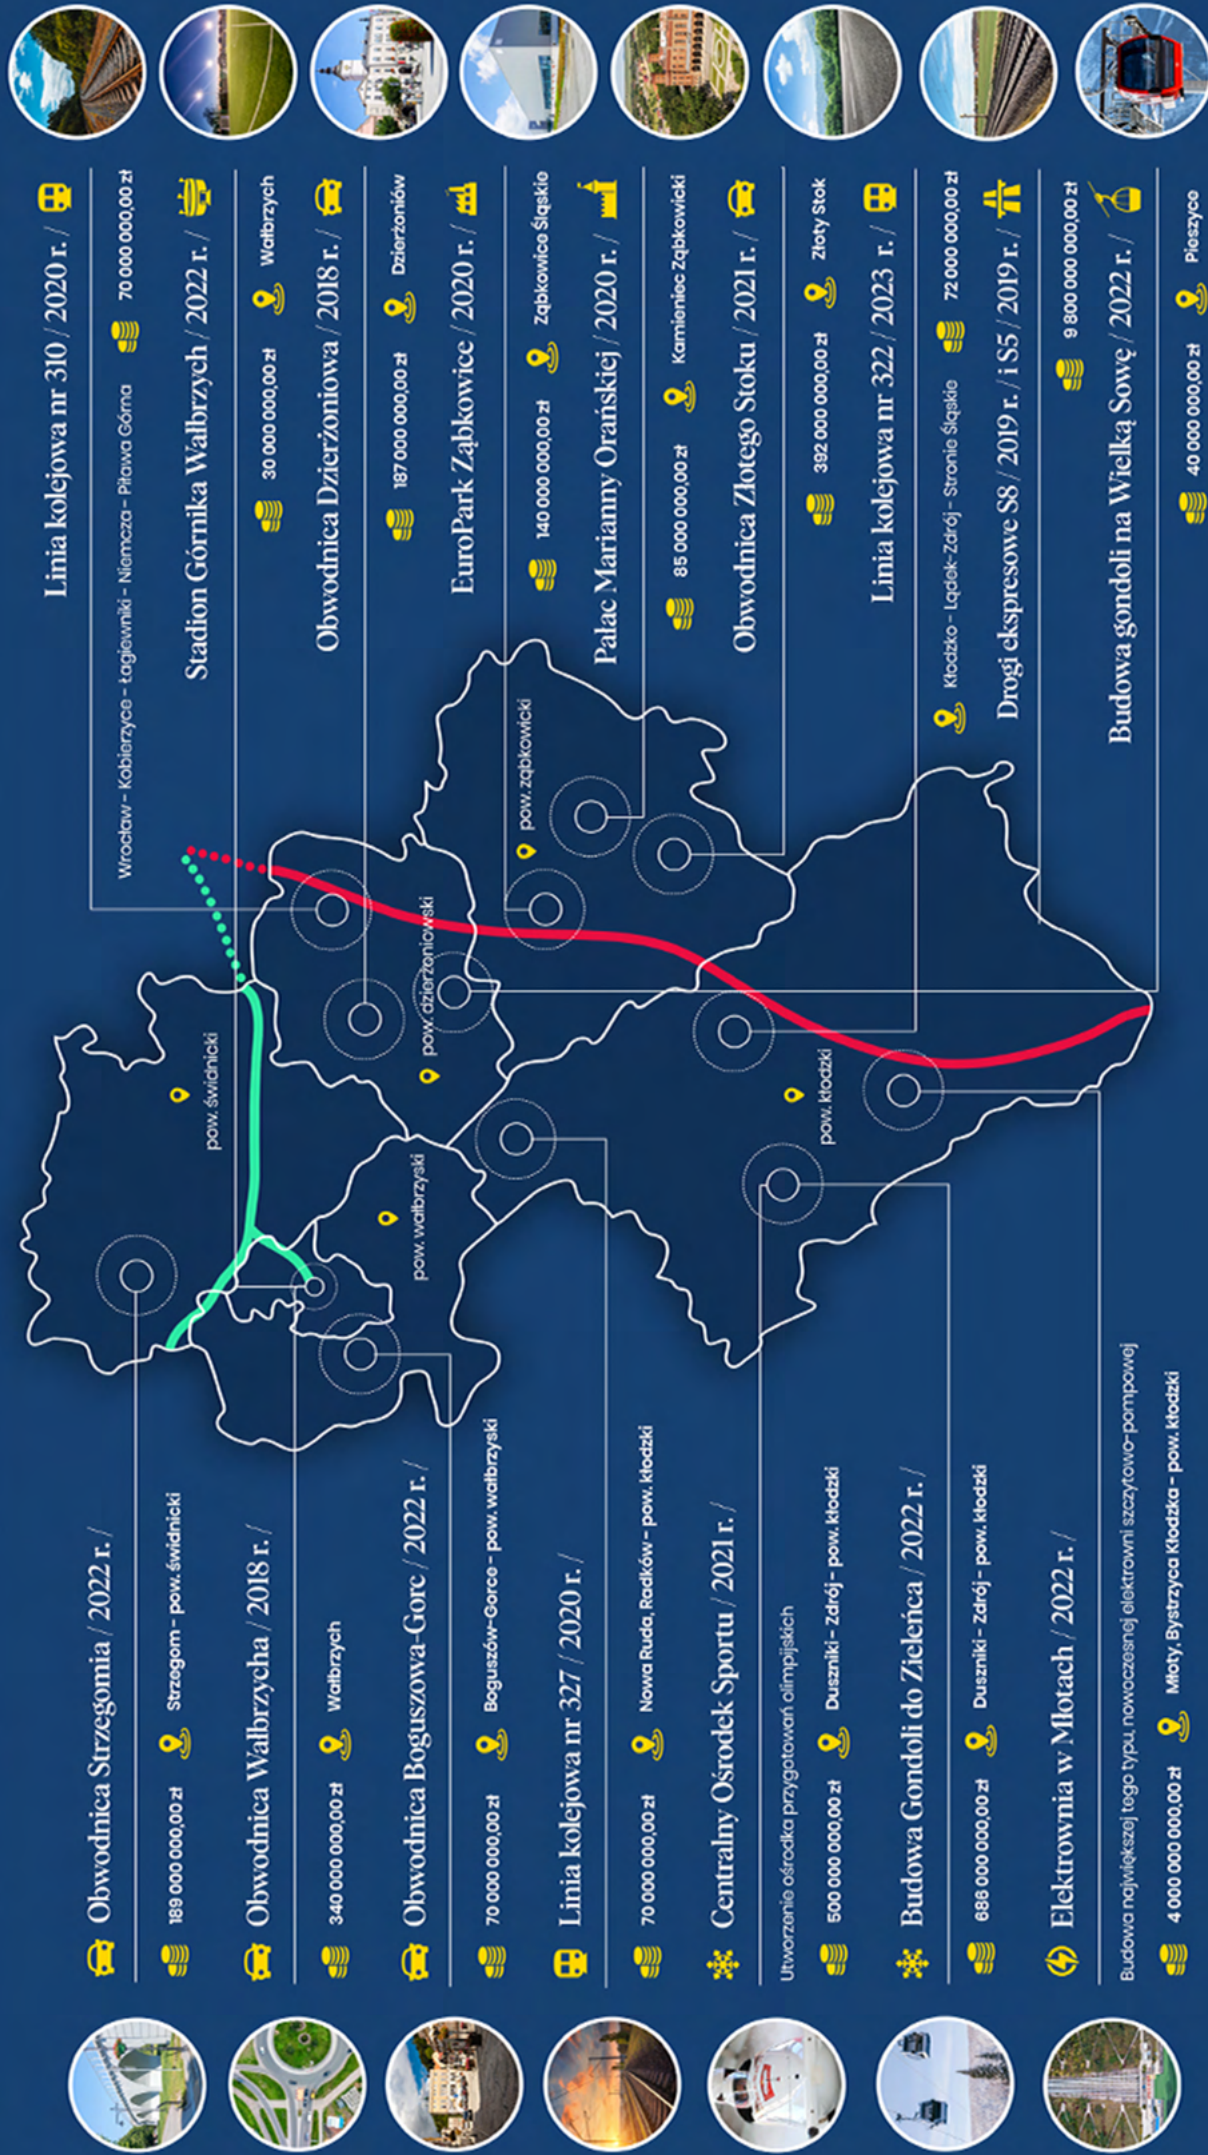 Obwodnica Strzegomia / 2022 r. /
189 000 000,00 zł Strzegom - pow. świdnicki
Obwodnica Wałbrzycha / 2018 r. /
340 000 000,00 zł Wałbrzych
Obwodnica Boguszowa-Gorc / 2022 r. /
70 000 000,00 zł Boguszów-Gorce - pow. wałbrzyski
Linia kolejowa nr 327 / 2020 r. /
70 000 000,00 zł Nowa Ruda, Radków - pow. kłodzki
Centralny Ośrodek Sportu / 2021 r. /
Utworzenie ośrodka przygotowań olimpijskich
500 000 000,00 zł Duszniki - Zdrój - pow. kłodzki
Budowa Gondoli do Zieleńca / 2022 r. /
686 000 000,00 zł Duszniki - Zdrój - pow. kłodzki
Elektrownia w Młotach / 2022 r. /
Budowa największej tego typu, nowoczesnej elektrowni szczytowo-pompowej
4 000 000 000,00 zł Młoty, Bystrzyca Kłodzka - pow. kłodzki
pow. świdnicki
pow. wałbrzyski
pow. dzierżoniowski
pow. ząbkowicki
pow. kłodzki
Linia kolejowa nr 310 / 2020 r. /
Wrocław - Kobierzyce - Łagiewniki - Niemcza - Piława Górna 70 000 000,00 zł
Stadion Górnika Wałbrzych / 2022 r. /
30 000 000,00 zł Wałbrzych
Obwodnica Dzierżoniowa / 2018 r. /
187 000 000,00 zł Dzierżoniów
EuroPark Ząbkowice / 2020 r. /
140 000 000,00 zł Ząbkowice Śląskie
Pałac Marianny Orańskiej / 2020 r. /
85 000 000,00 zł Kamieniec Ząbkowicki
Obwodnica Złotego Stoku / 2021 r. /
392 000 000,00 zł Złoty Stok
Linia kolejowa nr 322 / 2023 r. /
Kłodzko - Lądek-Zdrój - Stronie Śląskie 72 000 000,00 zł
Drogi ekspresowe S8 / 2019 r. / i S5 / 2019 r. /
9 800 000 000,00 zł
Budowa gondoli na Wielką Sowę / 2022 r. /
40 000 000,00 zł Pieszyce